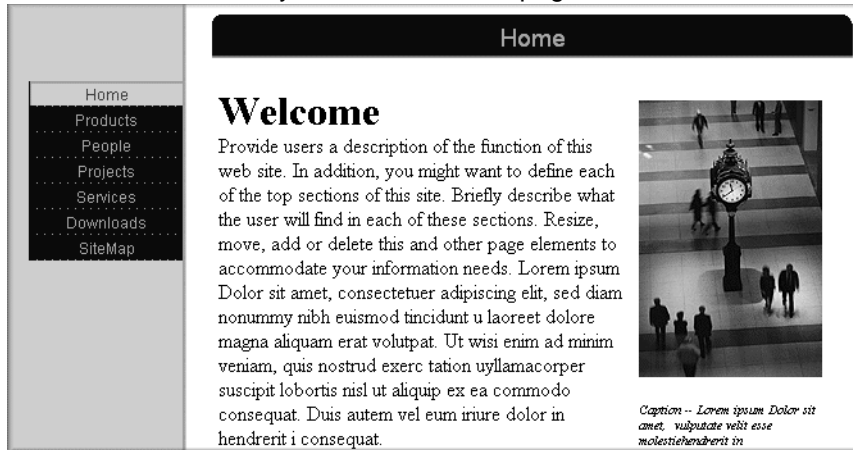 Home
Home
Products
People
Projects
Services
Downloads
SiteMap
Welcome
Provide users a description of the function of this
web site. In addition, you might want to define each
of the top sections of this site. Briefly describe what
the user will find in each of these sections. Resize,
move, add or delete this and other page elements to
accommodate your information needs. Lorem ipsum
Dolor sit amet, consectetuer adipiscing elit, sed diam
nonummy nibh euismod tincidunt u laoreet dolore
magna aliquam erat volutpat. Ut wisi enim ad minim
veniam, quis nostrud exerc tation uyllamacorper
suscipit lobortis nisl ut aliquip ex ea commodo
consequat. Duis autem vel eum iriure dolor in
hendrerit i consequat.
Caption -- Lorem ipsum Dolor sit
amet, vulputate velit esse
molestiehendrerit in